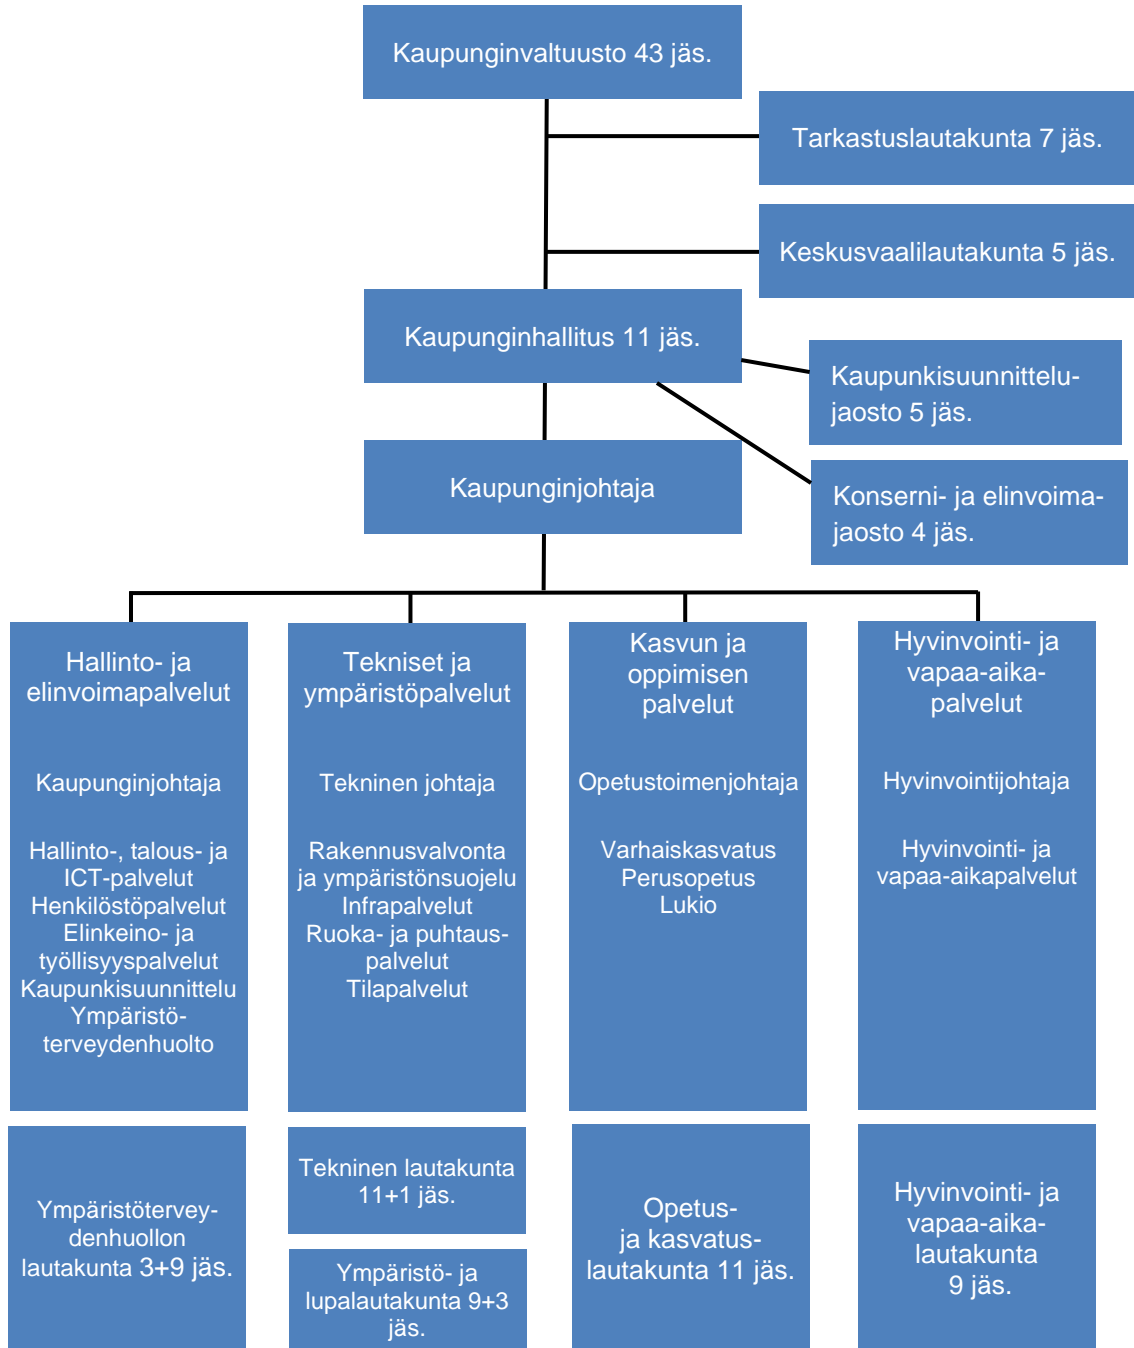 Kaupunginvaltuusto 43 jäs.
Tarkastuslautakunta 7 jäs.
Keskusvaalilautakunta 5 jäs.
Kaupunginhallitus 11 jäs.
Kaupunkisuunnittelu-
jaosto 5 jäs.
Kaupunginjohtaja
Konserni- ja elinvoima-
jaosto 4 jäs.
Hallinto- ja
elinvoimapalvelut
Kaupunginjohtaja
Hallinto-, talous- ja
ICT-palvelut
Henkilöstöpalvelut
Elinkeino- ja
työllisyyspalvelut
Kaupunkisuunnittelu
Ympäristö-
terveydenhuolto
Tekniset ja
ympäristöpalvelut
Tekninen johtaja
Rakennusvalvonta
ja ympäristönsuojelu
Infrapalvelut
Ruoka- ja puhtaus-
palvelut
Tilapalvelut
Kasvun ja
oppimisen
palvelut
Opetustoimenjohtaja
Varhaiskasvatus
Perusopetus
Lukio
Hyvinvointi- ja
vapaa-aika-
palvelut
Hyvinvointijohtaja
Hyvinvointi- ja
vapaa-aikapalvelut
Ympäristötervey-
denhuollon
lautakunta 3+9 jäs.
Tekninen lautakunta
11+1 jäs.
Ympäristö- ja
lupalautakunta 9+3
jäs.
Opetus-
ja kasvatus-
lautakunta 11 jäs.
Hyvinvointi- ja
vapaa-aika-
lautakunta
9 jäs.